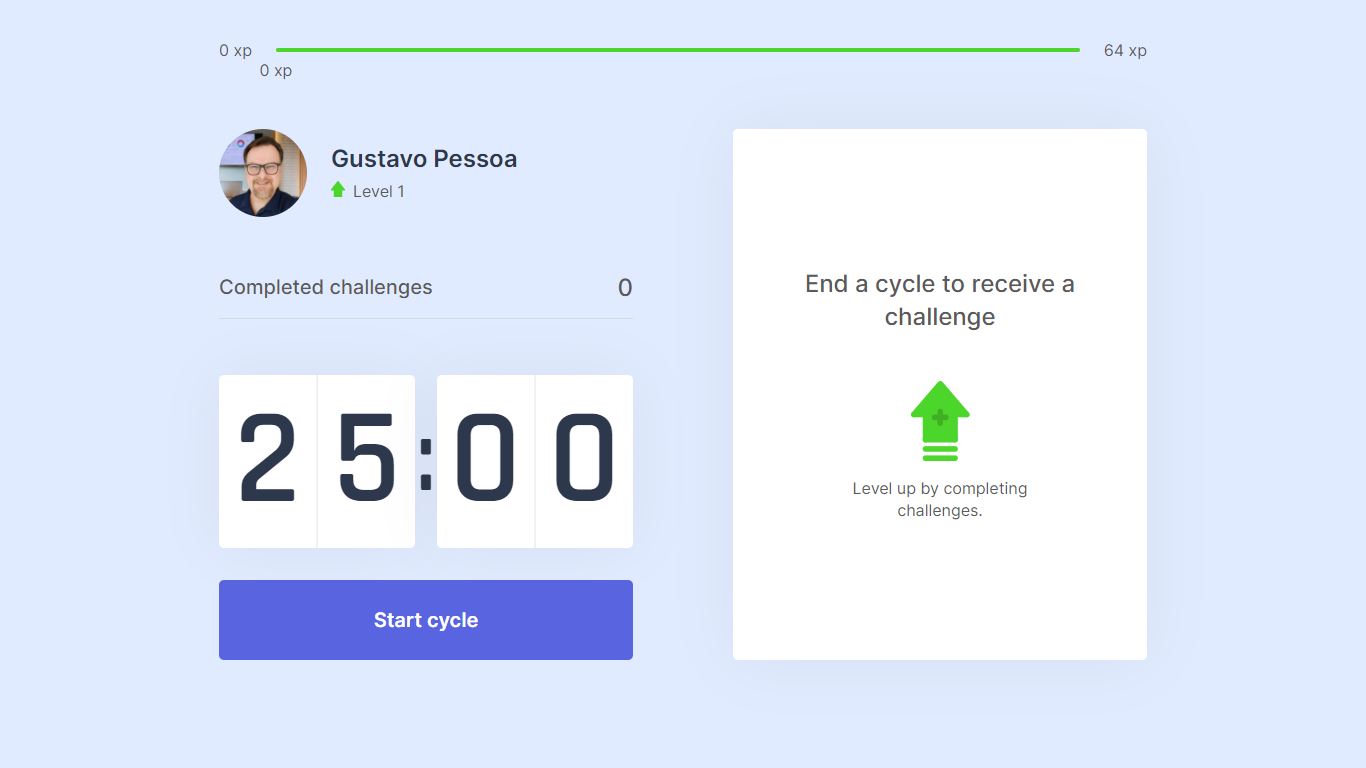 0 xp
64 xp
0 xp
Gustavo Pessoa
Level 1
Completed challenges
0
25:00
Start cycle
End a cycle to receive a
challenge
Level up by completing
challenges.